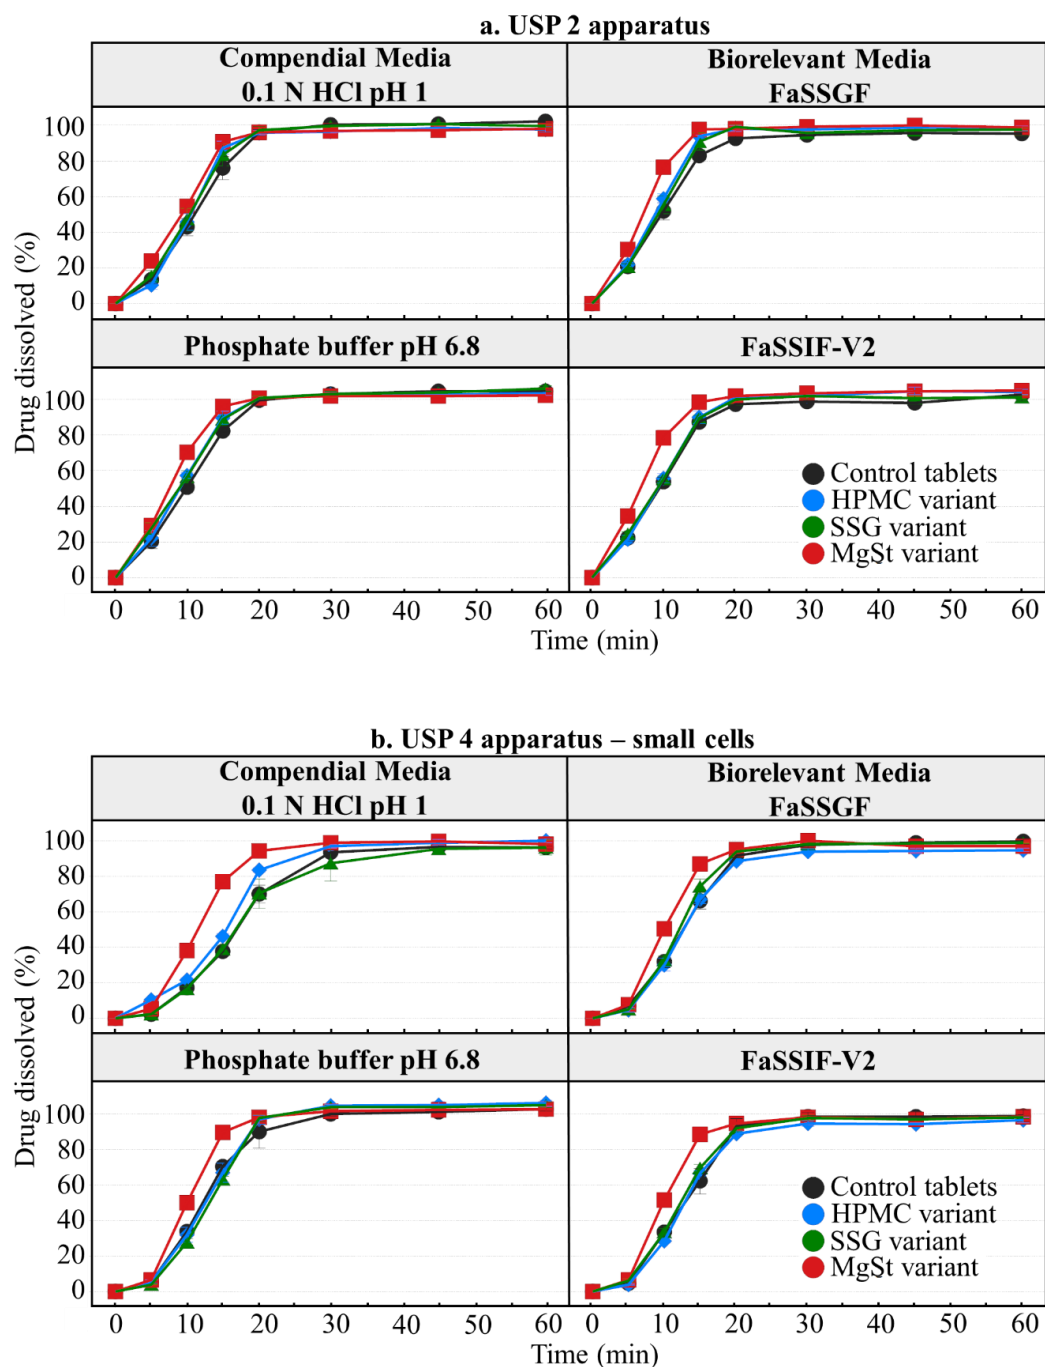 a. USP 2 apparatus
Compendial Media
0.1 N HCl pH 1
Biorelevant Media
FaSSGF
100
80
60
40
20
0
Phosphate buffer pH 6.8
FaSSIF-V2
100
80
60
40
20
0
Drug dissolved (%)
Control tablets
HPMC variant
SSG variant
MgSt variant
0 10 20 30 40 50 60
0 10 20 30 40 50 60
Time (min)
b. USP 4 apparatus – small cells
Compendial Media
0.1 N HCl pH 1
Biorelevant Media
FaSSGF
100
80
60
40
20
0
Phosphate buffer pH 6.8
FaSSIF-V2
100
80
60
40
20
0
Drug dissolved (%)
Control tablets
HPMC variant
SSG variant
MgSt variant
0 10 20 30 40 50 60
0 10 20 30 40 50 60
Time (min)